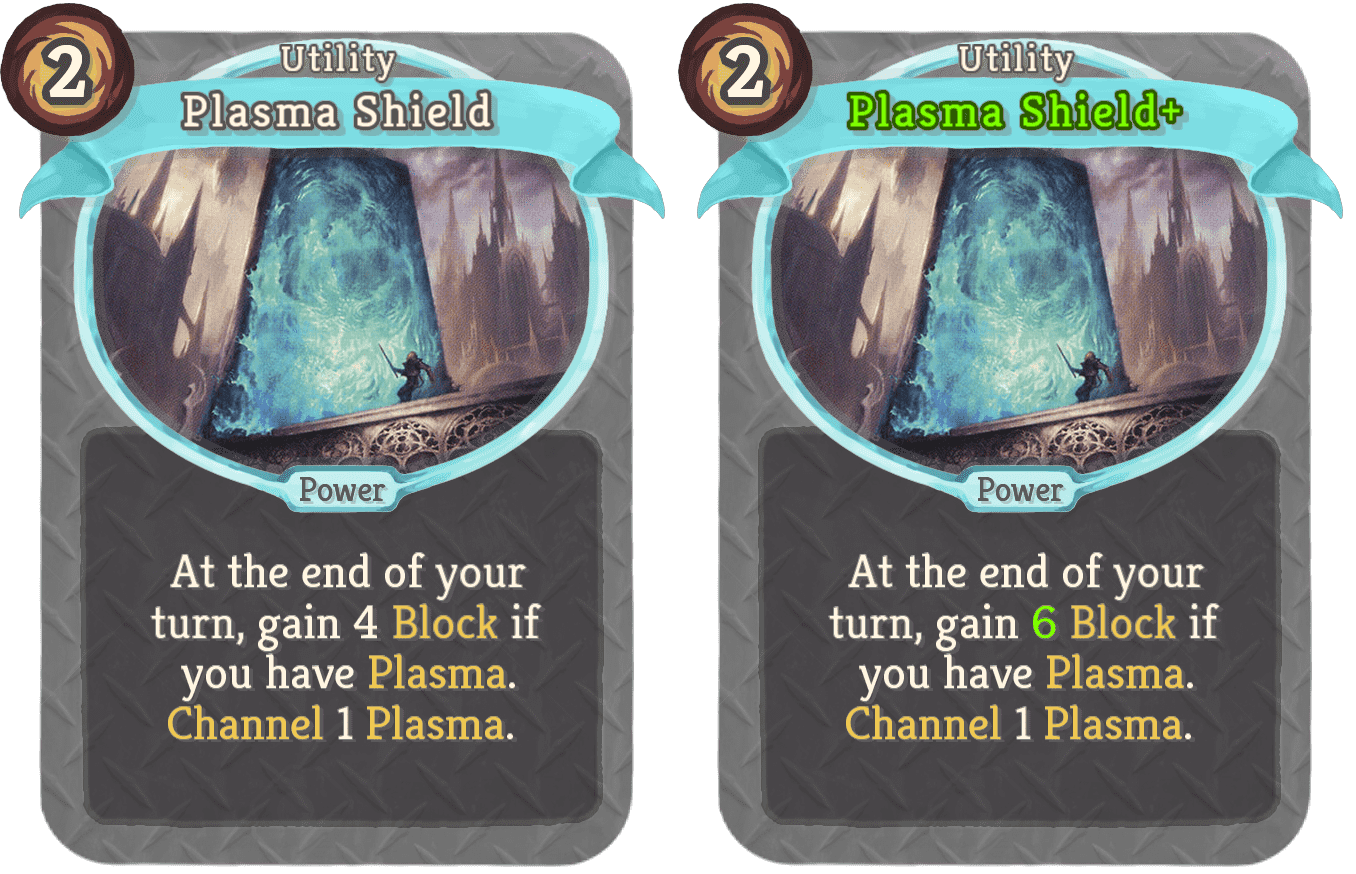 2
Utility
Plasma Shield
Power
At the end of your
turn, gain 4 Block if
you have Plasma.
Channel 1 Plasma.
2
Utility
Plasma Shield+
Power
At the end of your
turn, gain 6 Block if
you have Plasma.
Channel 1 Plasma.